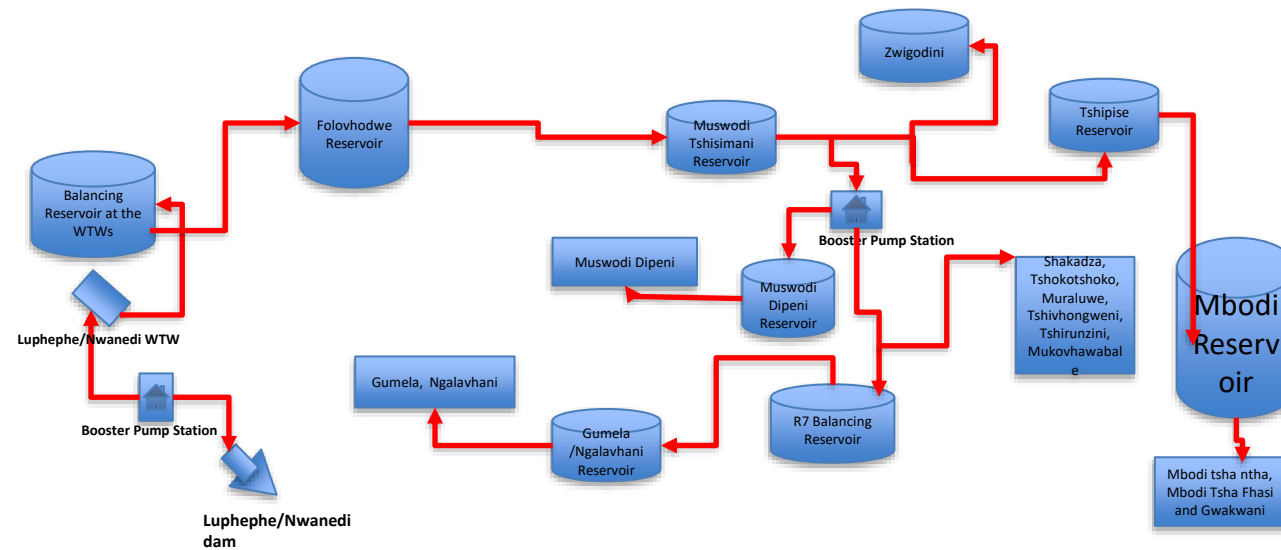 Zwigodini
Folovhodwe
Reservoir
Muswodi
Tshisimani
Reservoir
Tshipise
Reservoir
Balancing
Reservoir at the
WTWs
Booster Pump Station
Muswodi Dipeni
Muswodi
Dipeni
Reservoir
Shakadza,
Tshokotshoko,
Muraluwe,
Tshivhongweni,
Tshirunzini,
Mukovhawabal
e
Mbodi
Reserv
oir
Luphephe/Nwanedi WTW
Gumela, Ngalavhani
Booster Pump Station
Gumela
/Ngalavhani
Reservoir
R7 Balancing
Reservoir
Mbodi tsha ntha,
Mbodi Tsha Fhasi
and Gwakwani
Luphephe/Nwanedi
dam